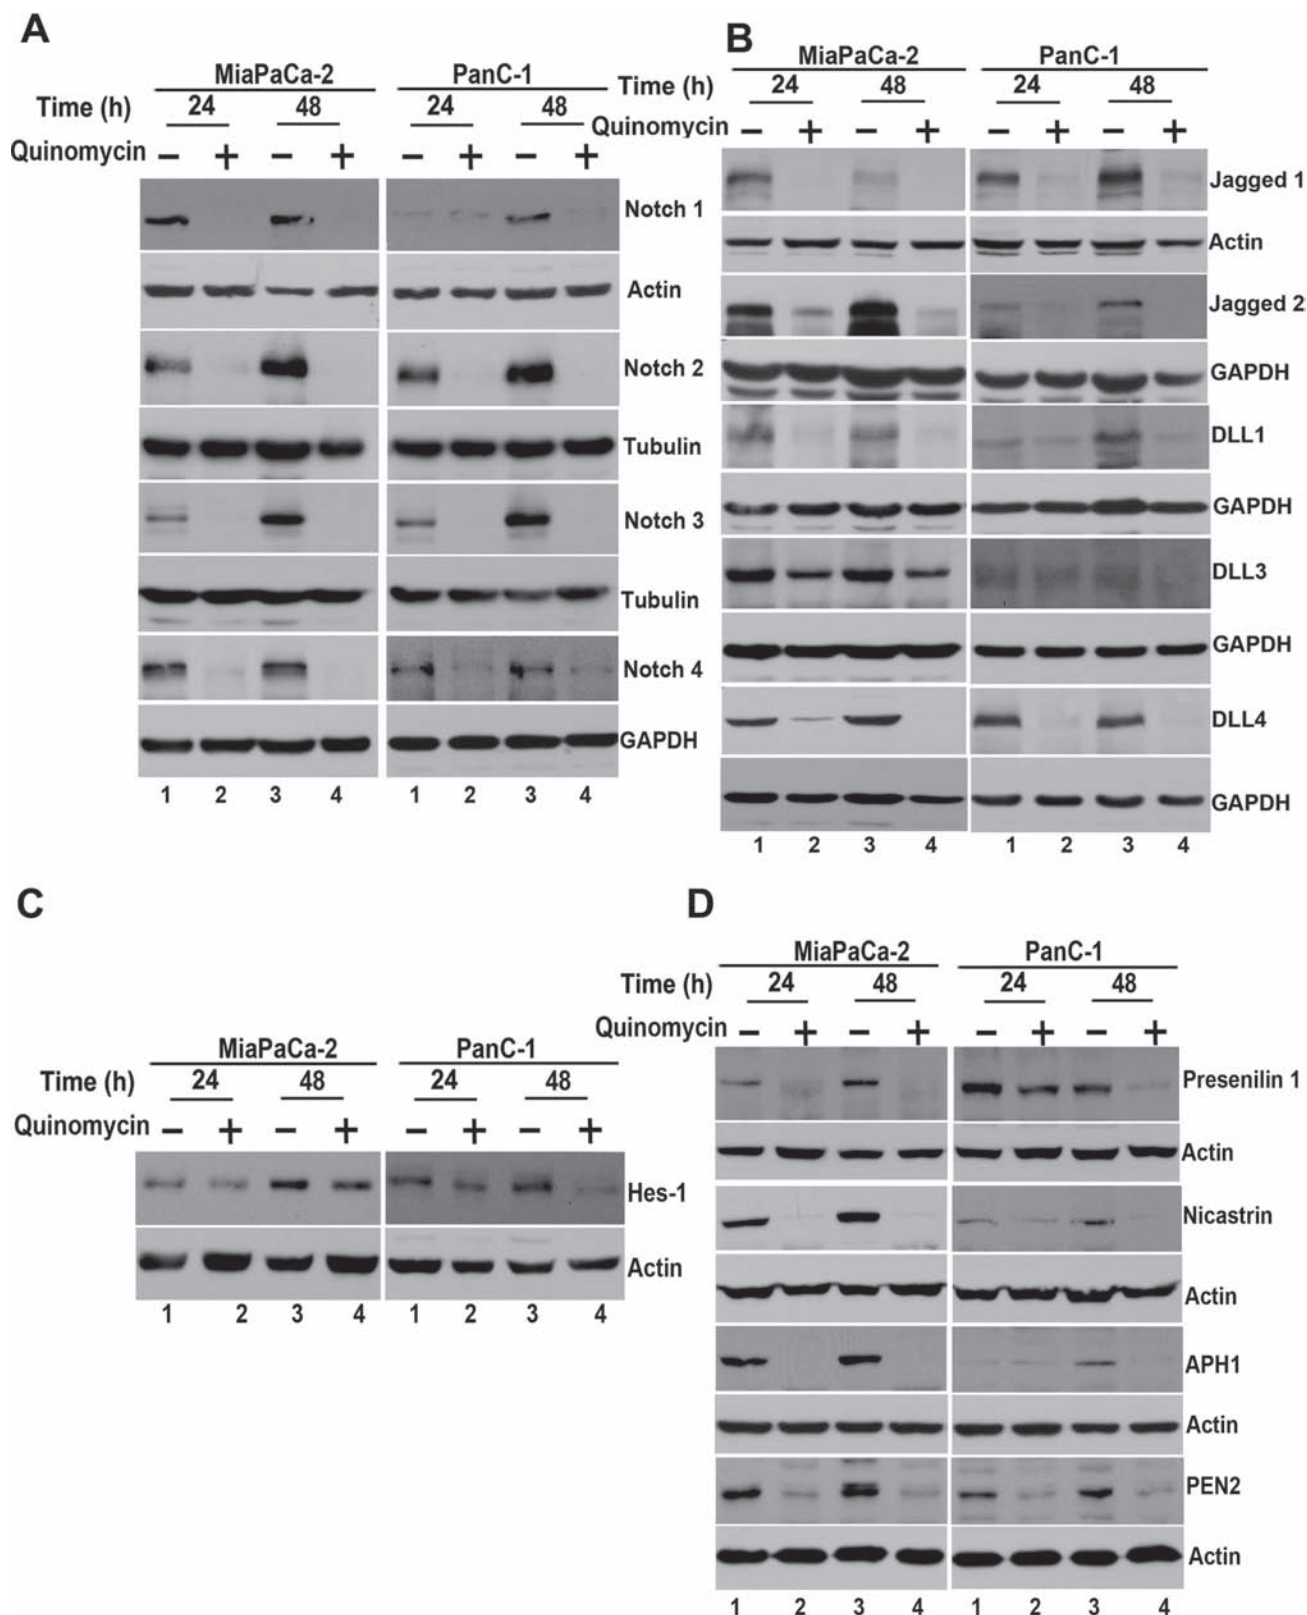 A
MiaPaCa-2 PanC-1
Time (h) 24 48 24 48
Quinomycin − + − + − + − +
Notch 1
Actin
Notch 2
Tubulin
Notch 3
Tubulin
Notch 4
GAPDH
1 2 3 4 1 2 3 4
B
MiaPaCa-2 PanC-1
Time (h) 24 48 24 48
Quinomycin − + − + − + − +
Jagged 1
Actin
Jagged 2
GAPDH
DLL1
GAPDH
DLL3
GAPDH
DLL4
GAPDH
1 2 3 4 1 2 3 4
C
MiaPaCa-2 PanC-1
Time (h) 24 48 24 48
Quinomycin − + − + − + − +
Hes-1
Actin
1 2 3 4 1 2 3 4
D
MiaPaCa-2 PanC-1
Time (h) 24 48 24 48
Quinomycin − + − + − + − +
Presenilin 1
Actin
Nicastrin
Actin
APH1
Actin
PEN2
Actin
1 2 3 4 1 2 3 4